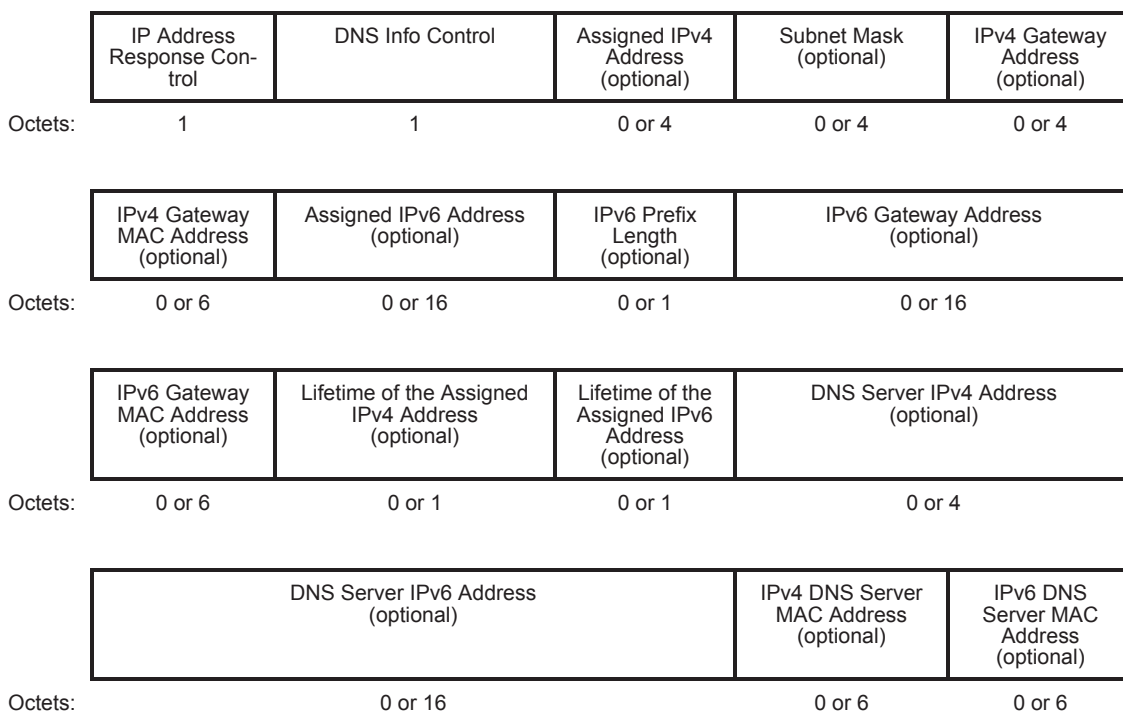 IP Address
Response Con-
trol
DNS Info Control
Assigned IPv4
Address
(optional)
Subnet Mask
(optional)
IPv4 Gateway
Address
(optional)
Octets:
1
1
0 or 4
0 or 4
0 or 4
IPv4 Gateway
MAC Address
(optional)
Assigned IPv6 Address
(optional)
IPv6 Prefix
Length
(optional)
IPv6 Gateway Address
(optional)
Octets:
0 or 6
0 or 16
0 or 1
0 or 16
IPv6 Gateway
MAC Address
(optional)
Lifetime of the Assigned
IPv4 Address
(optional)
Lifetime of the
Assigned IPv6
Address
(optional)
DNS Server IPv4 Address
(optional)
Octets:
0 or 6
0 or 1
0 or 1
0 or 4
DNS Server IPv6 Address
(optional)
IPv4 DNS Server
MAC Address
(optional)
IPv6 DNS
Server MAC
Address
(optional)
Octets:
0 or 16
0 or 6
0 or 6